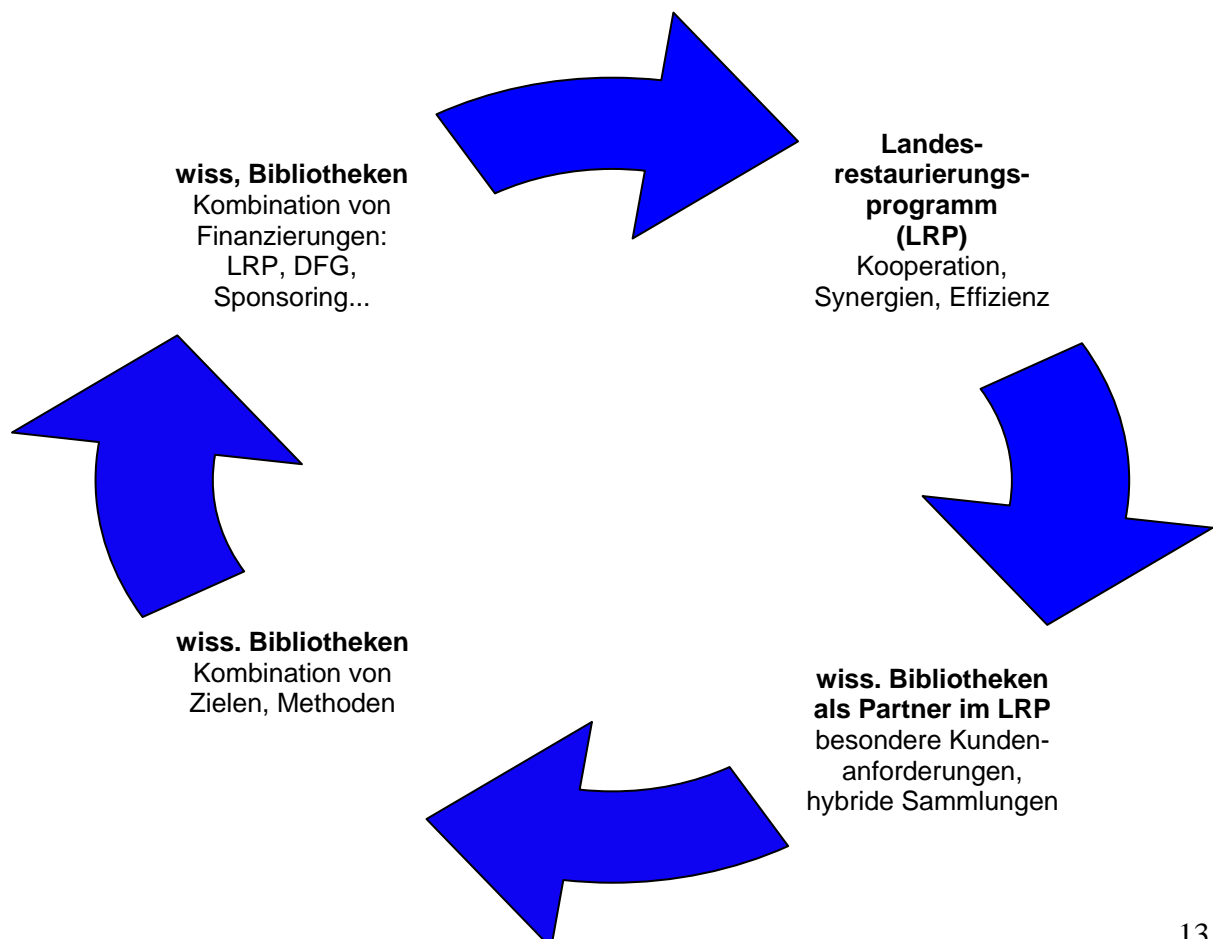 wiss, Bibliotheken
Kombination von
Finanzierungen:
LRP, DFG,
Sponsoring...
Landes-
restaurierungs-
programm
(LRP)
Kooperation,
Synergien, Effizienz
wiss. Bibliotheken
Kombination von
Zielen, Methoden
wiss. Bibliotheken
als Partner im LRP
besondere Kunden-
anforderungen,
hybride Sammlungen
13